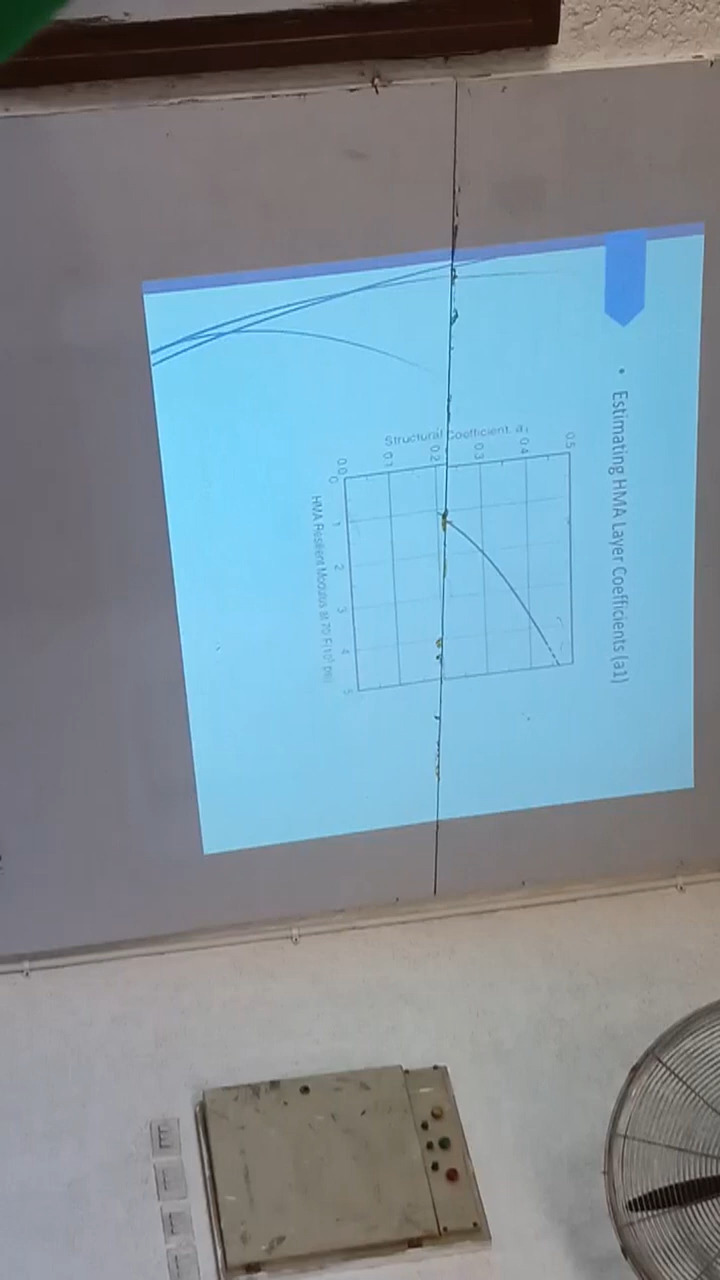 • Estimating HMA Layer Coefficients (a1)
Structural Coefficient, a₁
0.5
0.4
0.3
0.2
0.1
0.0
0 1 2 3 4 5
HMA Resilient Modulus at 70 F (10⁵ psi)